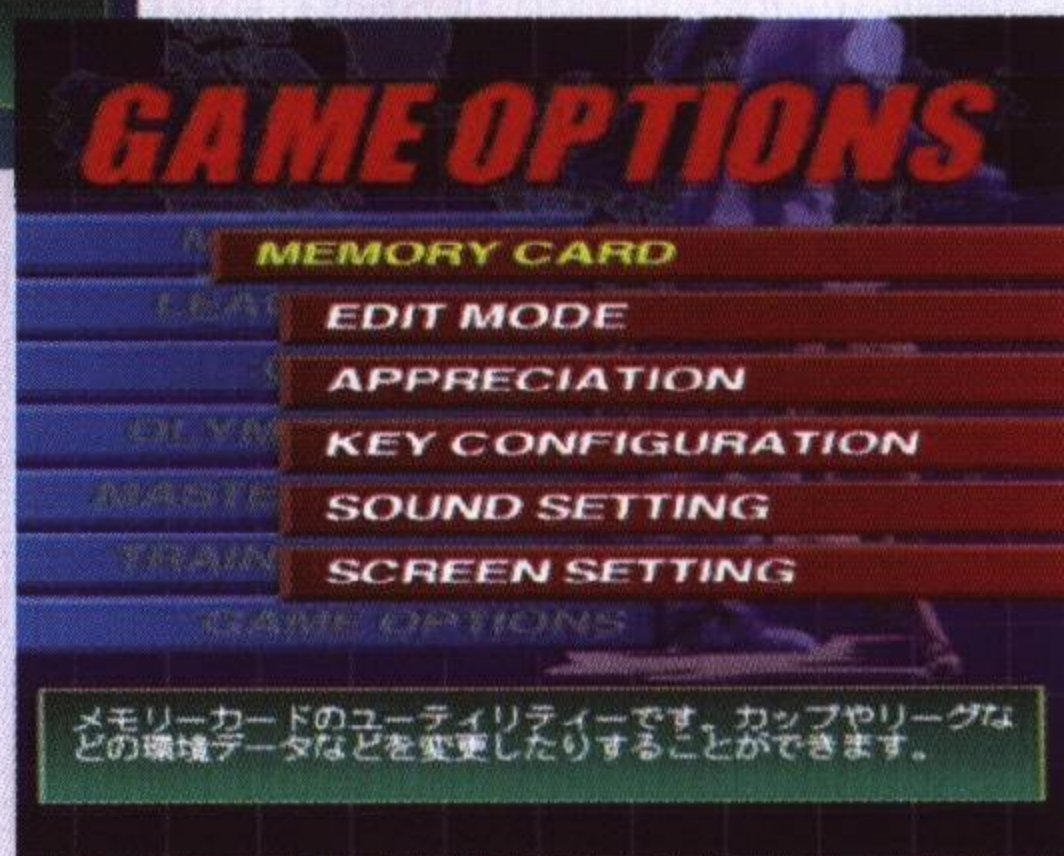 GAME OPTIONS
MEMORY CARD
EDIT MODE
APPRECIATION
KEY CONFIGURATION
SOUND SETTING
SCREEN SETTING
GAME OPTIONS
メモリーカードのユーティリティーです。カップやリーグな
どの環境データなどを変更したりすることができます。